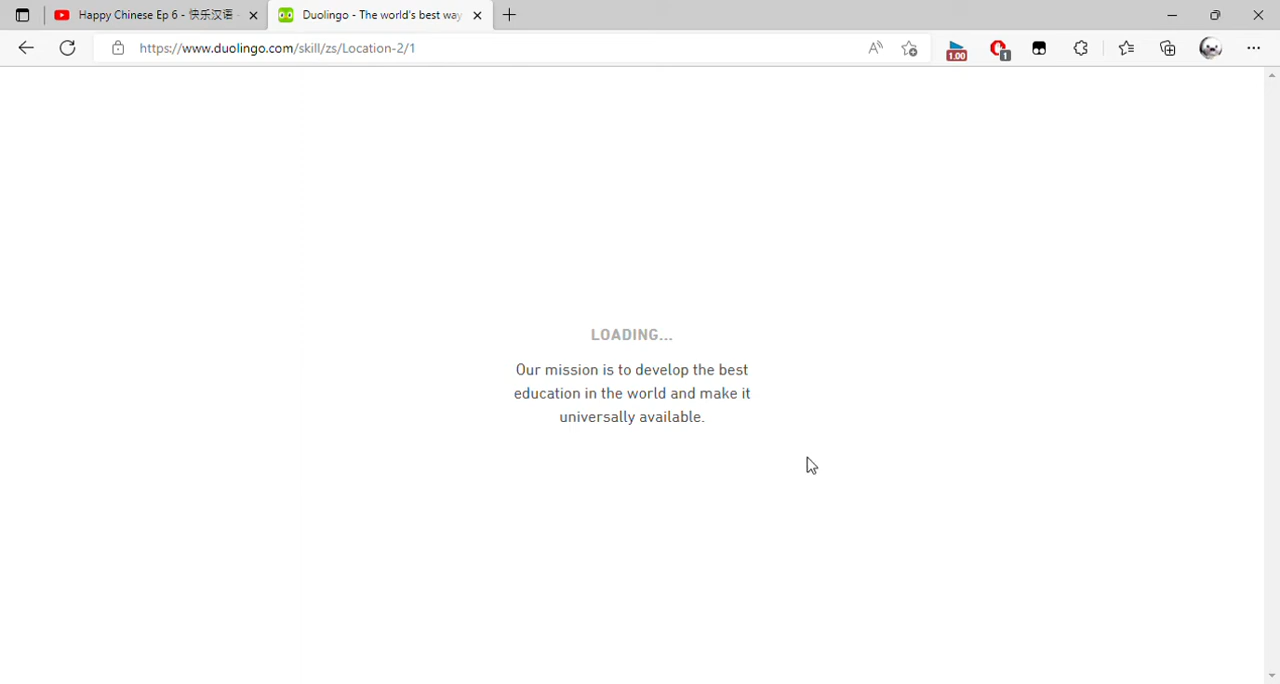 Happy Chinese Ep 6 - 快乐汉语
Duolingo - The world's best way
https://www.duolingo.com/skill/zs/Location-2/1
1.00
1
LOADING...
Our mission is to develop the best
education in the world and make it
universally available.